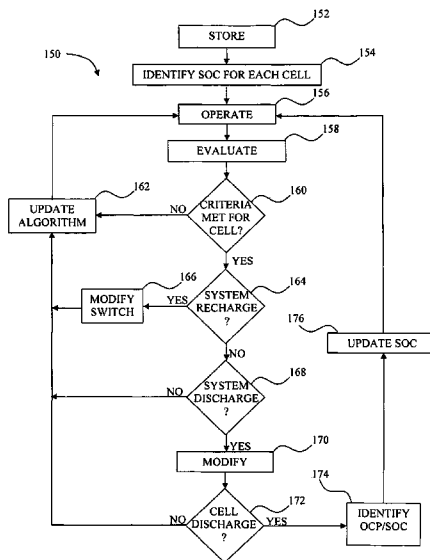 152
STORE
150
154
IDENTIFY SOC FOR EACH CELL
156
OPERATE
158
EVALUATE
162
UPDATE
ALGORITHM
160
NO
CRITERIA
MET FOR
CELL?
YES
166
MODIFY
SWITCH
YES
164
SYSTEM
RECHARGE
?
NO
176
UPDATE SOC
168
NO
SYSTEM
DISCHARGE
?
YES
170
MODIFY
174
172
NO
CELL
DISCHARGE
?
YES
IDENTIFY
OCP/SOC